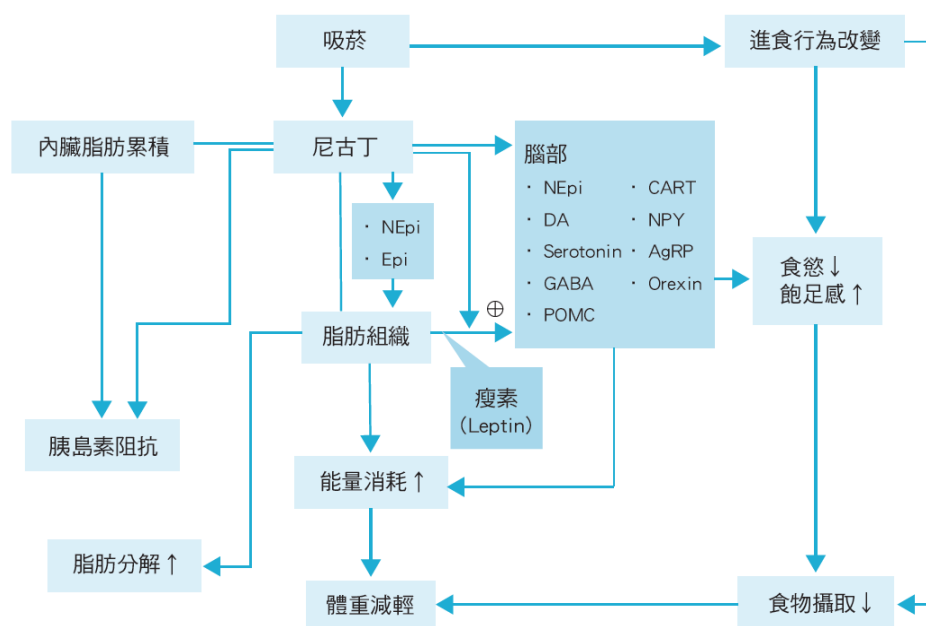 吸菸
進食行為改變
內臟脂肪累積
尼古丁
腦部
· NEpi
· CART
· DA
· NPY
· Serotonin
· AgRP
· GABA
· Orexin
· POMC
· NEpi
· Epi
食慾↓
飽足感↑
脂肪組織
⊕
瘦素
（Leptin）
胰島素阻抗
能量消耗↑
脂肪分解↑
體重減輕
食物攝取↓